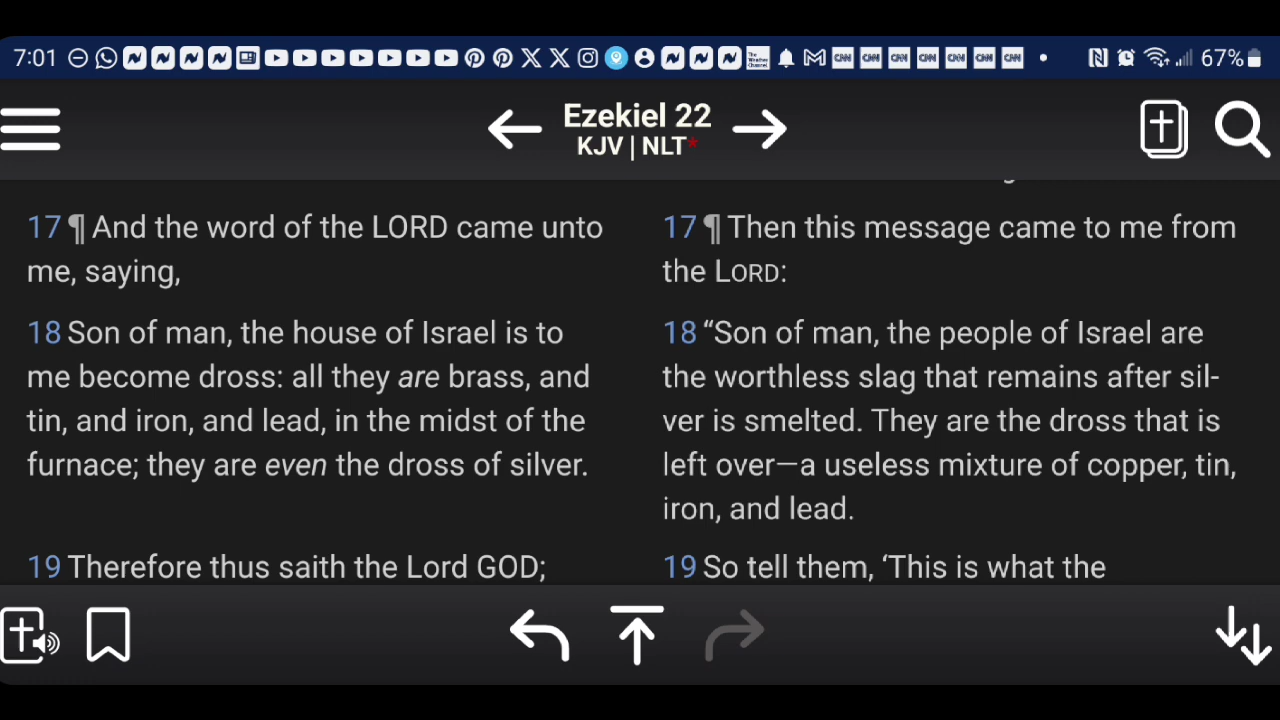 7:01 67%
Ezekiel 22
KJV | NLT*
17 ¶ And the word of the LORD came unto
me, saying,
18 Son of man, the house of Israel is to
me become dross: all they are brass, and
tin, and iron, and lead, in the midst of the
furnace; they are even the dross of silver.
19 Therefore thus saith the Lord GOD;
17 ¶ Then this message came to me from
the LORD:
18 “Son of man, the people of Israel are
the worthless slag that remains after sil-
ver is smelted. They are the dross that is
left over—a useless mixture of copper, tin,
iron, and lead.
19 So tell them, ‘This is what the